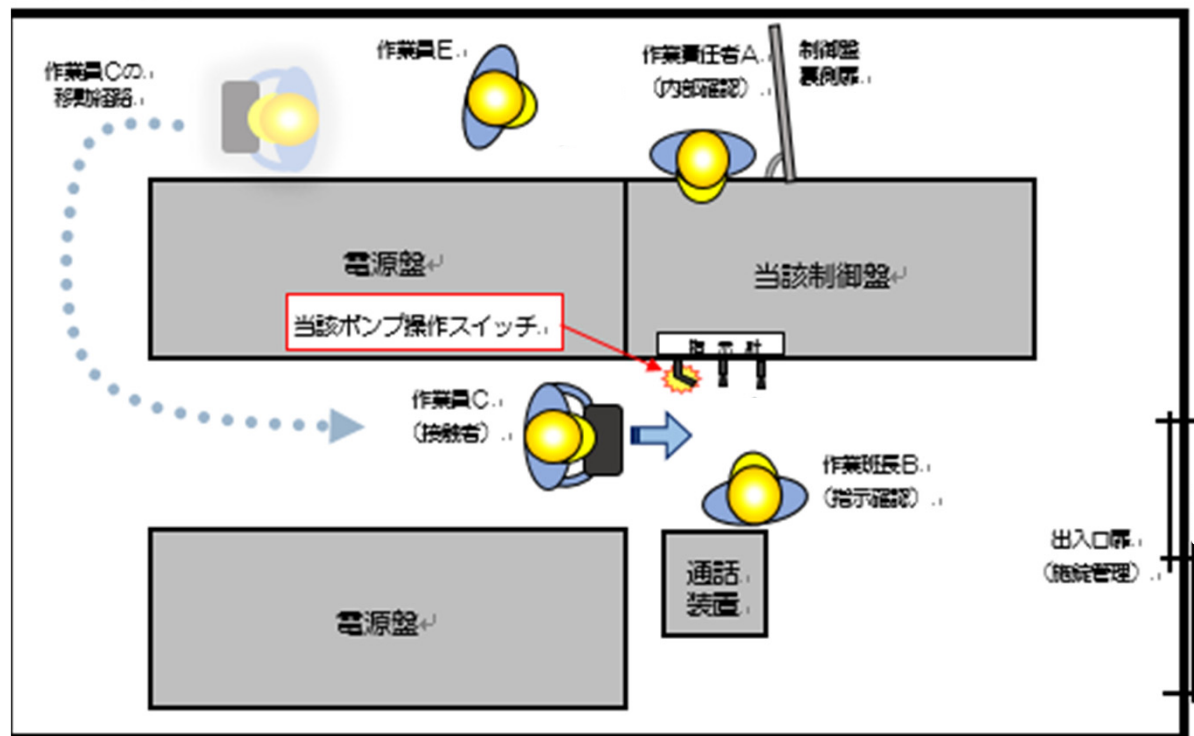 作業員Cの
移動経路
作業員E
作業責任者A
(内部確認)
制御盤
裏側扉
電源盤
当該制御盤
当該ポンプ操作スイッチ
指示計
作業員C
(接触者)
作業班長B
(指示確認)
出入口扉
(施錠管理)
通話
装置
電源盤